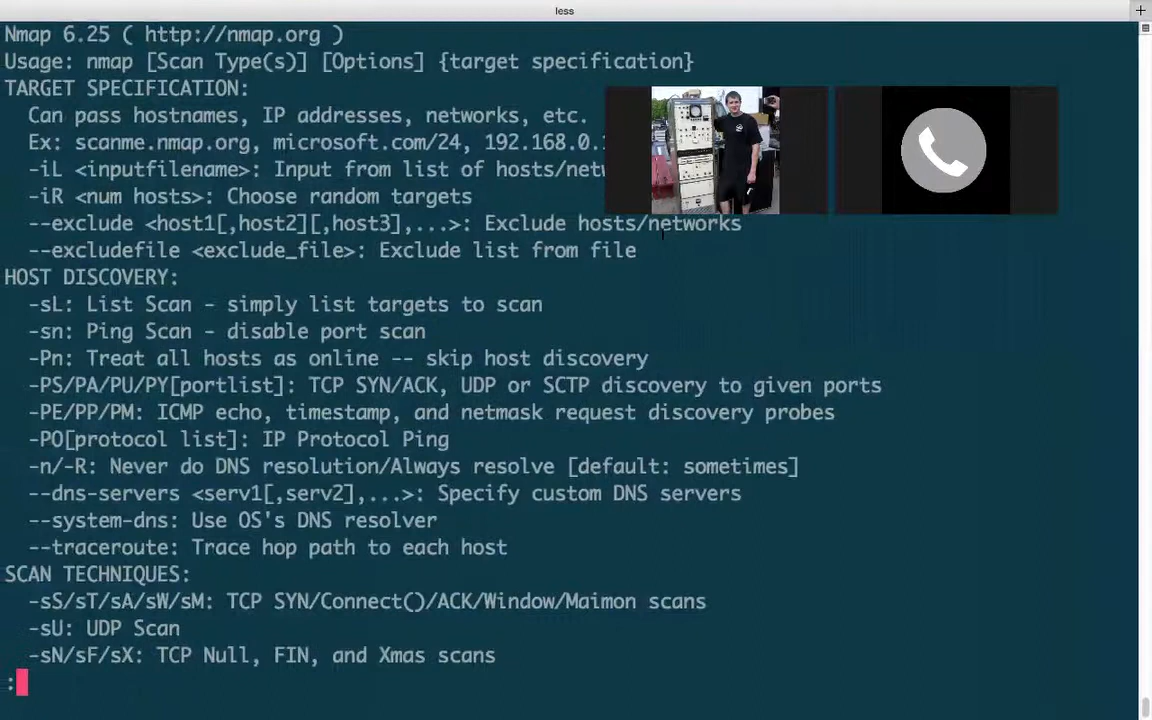 less
Nmap 6.25 ( http://nmap.org )
Usage: nmap [Scan Type(s)] [Options] {target specification}
TARGET SPECIFICATION:
Can pass hostnames, IP addresses, networks, etc.
Ex: scanme.nmap.org, microsoft.com/24, 192.168.0.
-iL <inputfilename>: Input from list of hosts/netw
-iR <num hosts>: Choose random targets
--exclude <host1[,host2][,host3],...>: Exclude hosts/networks
--excludefile <exclude_file>: Exclude list from file
HOST DISCOVERY:
-sL: List Scan - simply list targets to scan
-sn: Ping Scan - disable port scan
-Pn: Treat all hosts as online -- skip host discovery
-PS/PA/PU/PY[portlist]: TCP SYN/ACK, UDP or SCTP discovery to given ports
-PE/PP/PM: ICMP echo, timestamp, and netmask request discovery probes
-PO[protocol list]: IP Protocol Ping
-n/-R: Never do DNS resolution/Always resolve [default: sometimes]
--dns-servers <serv1[,serv2],...>: Specify custom DNS servers
--system-dns: Use OS's DNS resolver
--traceroute: Trace hop path to each host
SCAN TECHNIQUES:
-sS/sT/sA/sW/sM: TCP SYN/Connect()/ACK/Window/Maimon scans
-sU: UDP Scan
-sN/sF/sX: TCP Null, FIN, and Xmas scans
: